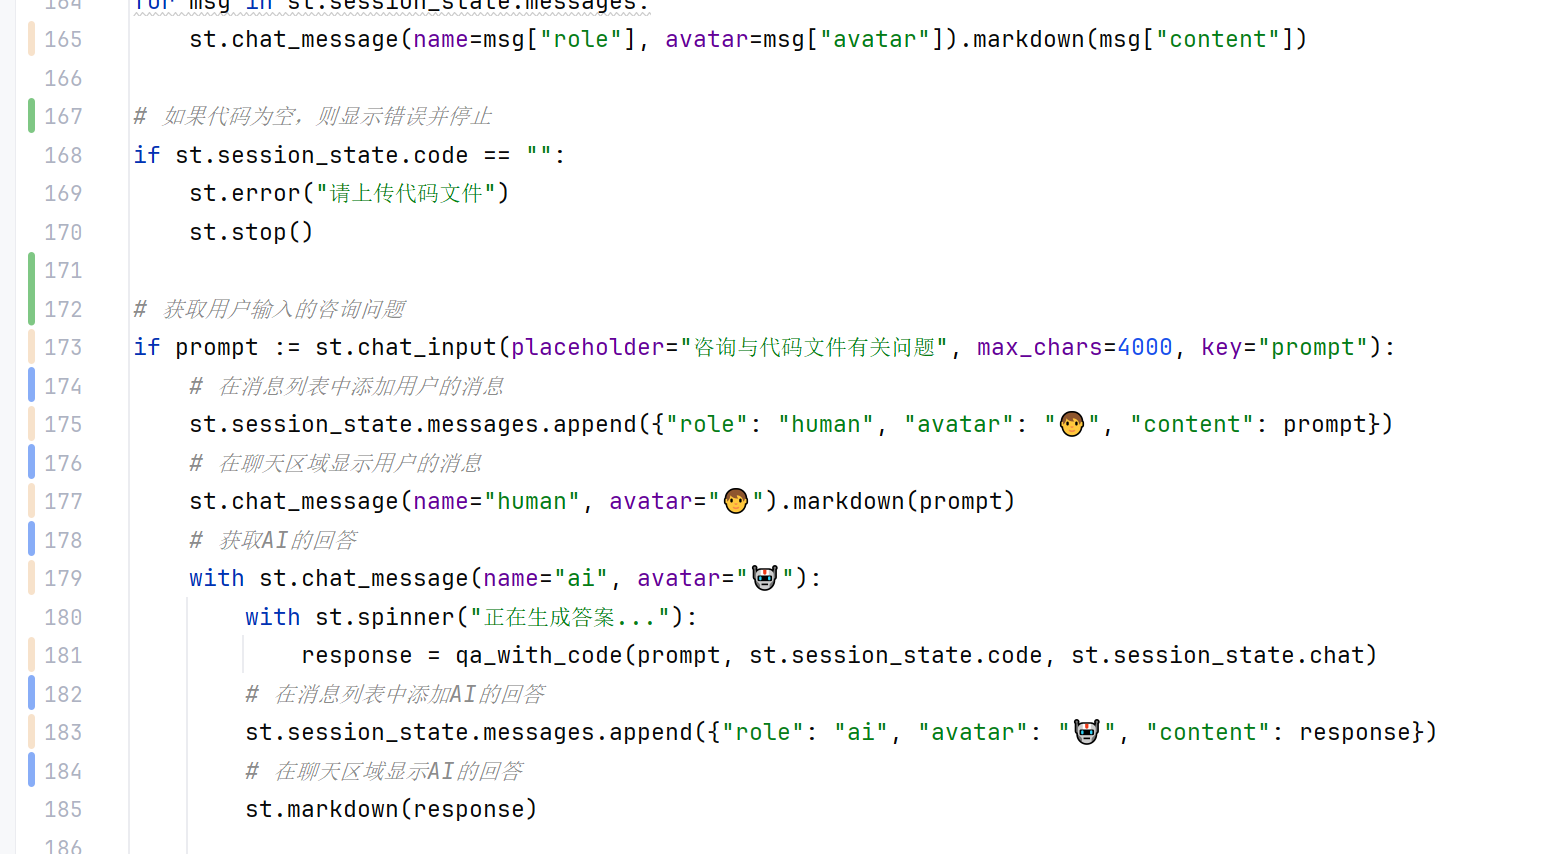 164 for msg in st.session_state.messages:
165 st.chat_message(name=msg["role"], avatar=msg["avatar"]).markdown(msg["content"])
166
167 # 如果代码为空，则显示错误并停止
168 if st.session_state.code == "":
169 st.error("请上传代码文件")
170 st.stop()
171
172 # 获取用户输入的咨询问题
173 if prompt := st.chat_input(placeholder="咨询与代码文件有关问题", max_chars=4000, key="prompt"):
174 # 在消息列表中添加用户的消息
175 st.session_state.messages.append({"role": "human", "avatar": "🧑", "content": prompt})
176 # 在聊天区域显示用户的消息
177 st.chat_message(name="human", avatar="🧑").markdown(prompt)
178 # 获取AI的回答
179 with st.chat_message(name="ai", avatar="🤖"):
180 with st.spinner("正在生成答案..."):
181 response = qa_with_code(prompt, st.session_state.code, st.session_state.chat)
182 # 在消息列表中添加AI的回答
183 st.session_state.messages.append({"role": "ai", "avatar": "🤖", "content": response})
184 # 在聊天区域显示AI的回答
185 st.markdown(response)
186